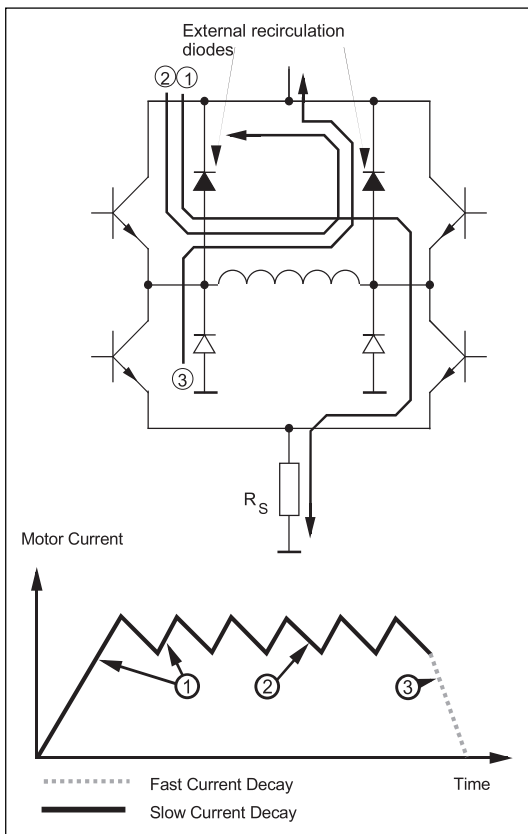 External recirculation
diodes
② ①
③
R S
Motor Current
① ② ③
Fast Current Decay Time
Slow Current Decay